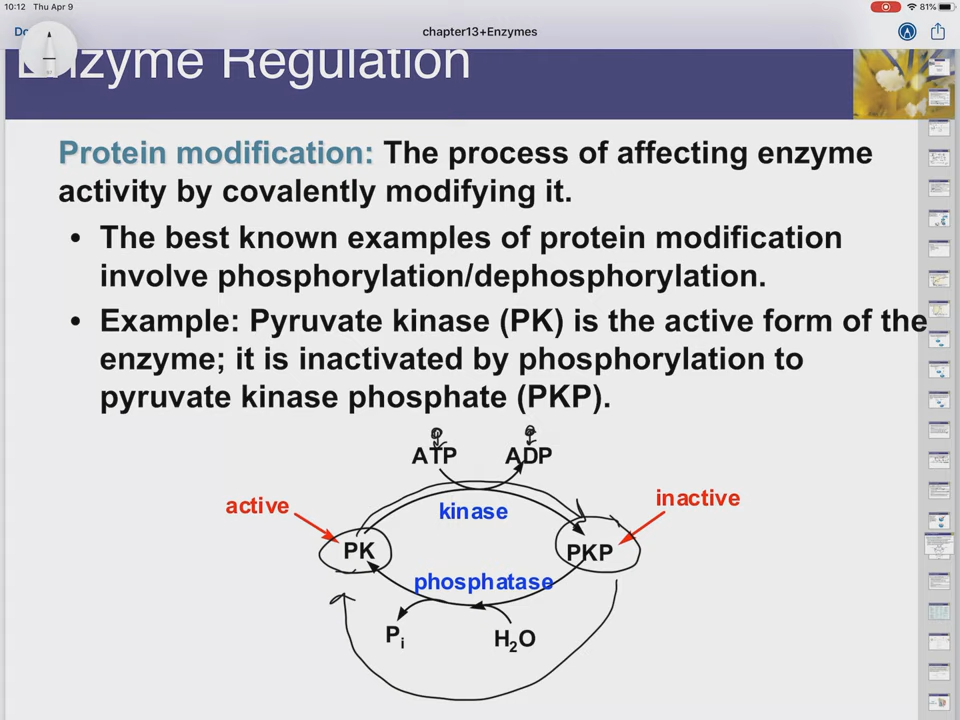 10:12 Thu Apr 9
81%
chapter13+Enzymes
Enzyme Regulation
Protein modification: The process of affecting enzyme
activity by covalently modifying it.
• The best known examples of protein modification
involve phosphorylation/dephosphorylation.
• Example: Pyruvate kinase (PK) is the active form of the
enzyme; it is inactivated by phosphorylation to
pyruvate kinase phosphate (PKP).
ATP ADP
active kinase inactive
PK PKP
phosphatase
Pi H2O